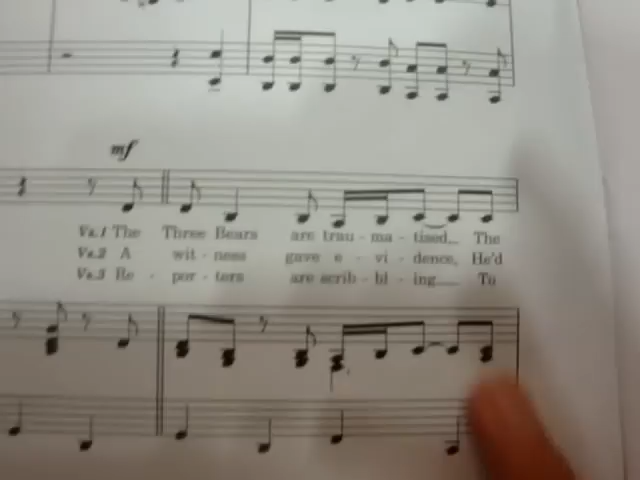 mf
Vs.1 The Three Bears are trau - ma - tised. The
Vs.2 A wit - ness gave e - vi - dence, He'd
Vs.3 Re - por - ters are scrib - bl - ing To